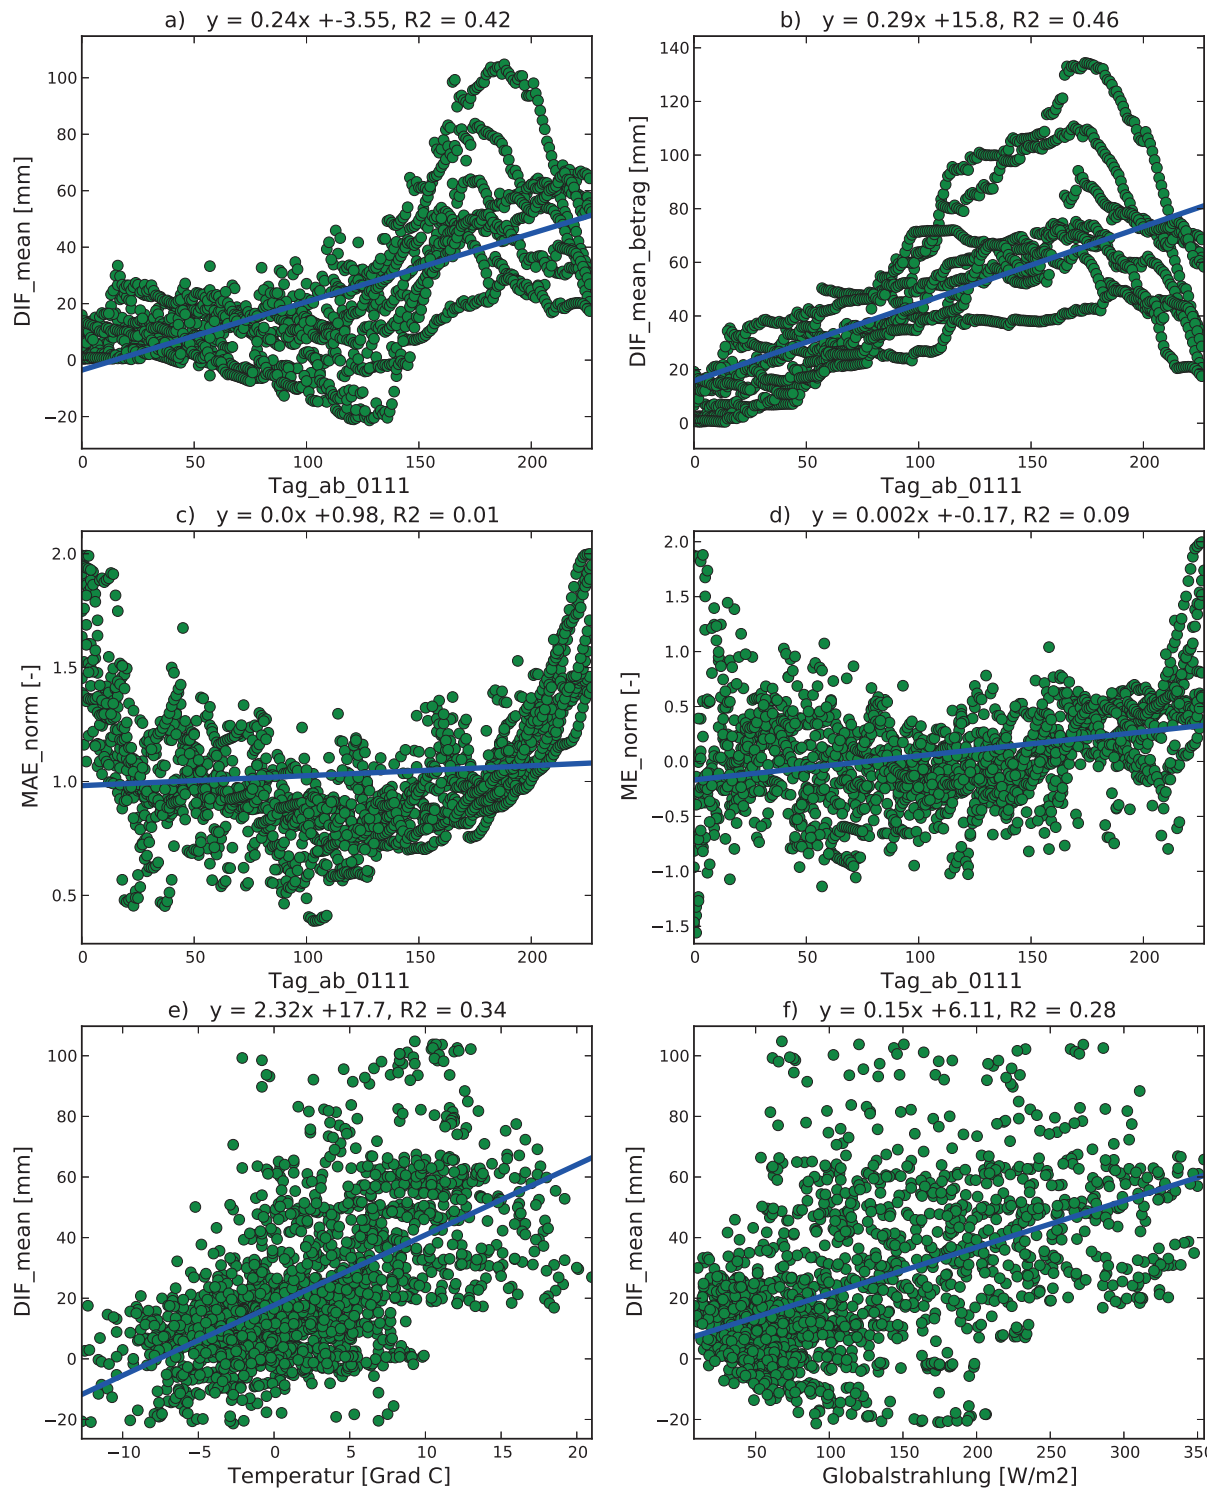 a)   y = 0.24x +-3.55, R2 = 0.42
DIF_mean [mm]
100
80
60
40
20
0
−20
0 50 100 150 200
Tag_ab_0111
b)   y = 0.29x +15.8, R2 = 0.46
DIF_mean_betrag [mm]
140
120
100
80
60
40
20
0
0 50 100 150 200
Tag_ab_0111
c)   y = 0.0x +0.98, R2 = 0.01
MAE_norm [-]
2.0
1.5
1.0
0.5
0 50 100 150 200
Tag_ab_0111
d)   y = 0.002x +-0.17, R2 = 0.09
ME_norm [-]
2.0
1.5
1.0
0.5
0.0
−0.5
−1.0
−1.5
0 50 100 150 200
Tag_ab_0111
e)   y = 2.32x +17.7, R2 = 0.34
DIF_mean [mm]
100
80
60
40
20
0
−20
−10 −5 0 5 10 15 20
Temperatur [Grad C]
f)   y = 0.15x +6.11, R2 = 0.28
DIF_mean [mm]
100
80
60
40
20
0
−20
50 100 150 200 250 300 350
Globalstrahlung [W/m2]